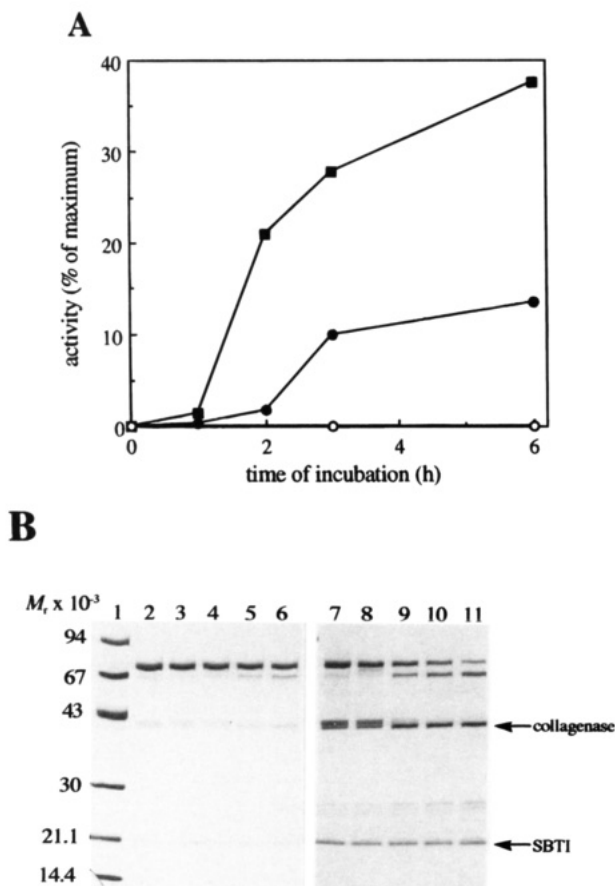 A
40
30
20
10
0
activity (% of maximum)
0 2 4 6
time of incubation (h)
B
Mr x 10-3 1 2 3 4 5 6 7 8 9 10 11
94
67
43
collagenase
30
21.1
SBTI
14.4